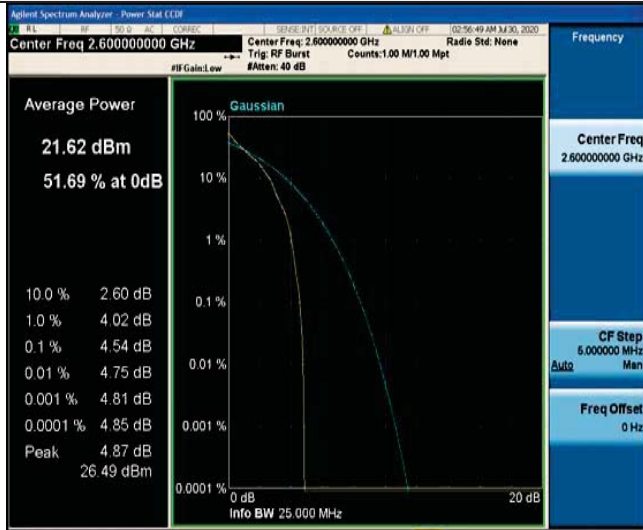 Agilent Spectrum Analyzer - Power Stat CCDF
RL RF 50 Ω AC CORREC SENSE:INT SOURCE OFF ALIGN OFF 02:56:49 AM Jul 30, 2020
Center Freq 2.600000000 GHz
Center Freq: 2.600000000 GHz
Radio Std: None
Trig: RF Burst
Counts:1.00 M/1.00 Mpt
#IFGain:Low
#Atten: 40 dB
Frequency
Average Power
21.62 dBm
51.69 % at 0dB
10.0 % 2.60 dB
1.0 % 4.02 dB
0.1 % 4.54 dB
0.01 % 4.75 dB
0.001 % 4.81 dB
0.0001 % 4.85 dB
Peak 4.87 dB
26.49 dBm
Gaussian
100 %
10 %
1 %
0.1 %
0.01 %
0.001 %
0.0001 %
0 dB
20 dB
Info BW 25.000 MHz
Center Freq
2.600000000 GHz
CF Step
5.000000 MHz
Auto Man
Freq Offset
0 Hz